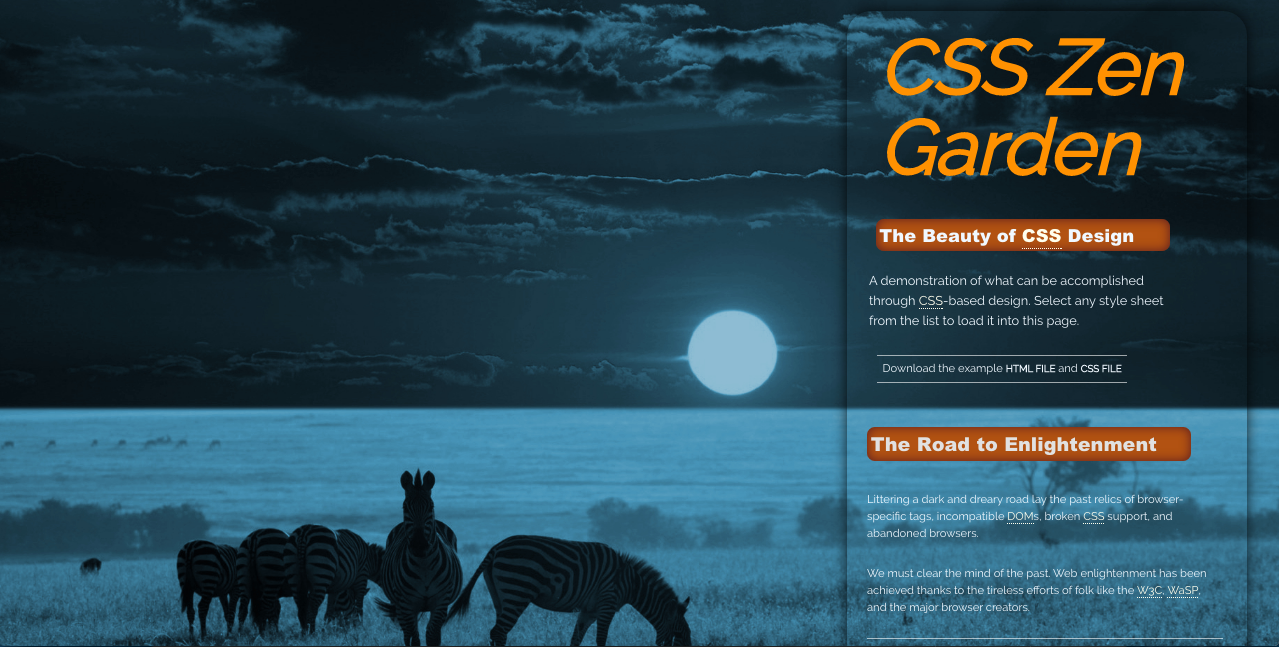 CSS Zen
Garden
The Beauty of CSS Design
A demonstration of what can be accomplished
through CSS-based design. Select any style sheet
from the list to load it into this page.
Download the example HTML FILE and CSS FILE
The Road to Enlightenment
Littering a dark and dreary road lay the past relics of browser-
specific tags, incompatible DOMs, broken CSS support, and
abandoned browsers.
We must clear the mind of the past. Web enlightenment has been
achieved thanks to the tireless efforts of folk like the W3C, WaSP,
and the major browser creators.